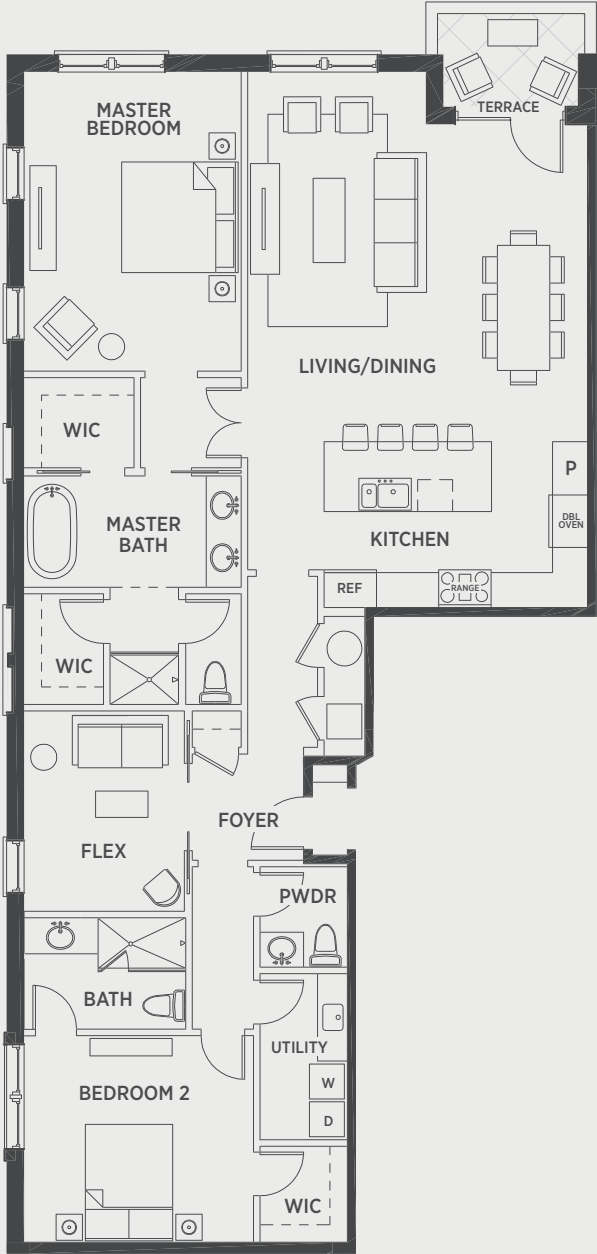 MASTER
BEDROOM
TERRACE
LIVING/DINING
WIC
P
MASTER
BATH
DBL
OVEN
KITCHEN
REF
RANGE
WIC
FOYER
FLEX
PWDR
BATH
UTILITY
W
BEDROOM 2
D
WIC